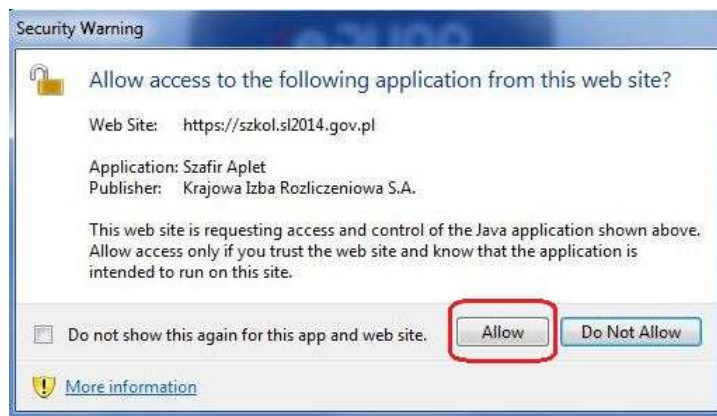 Security Warning
Allow access to the following application from this web site?
Web Site: https://szkol.sl2014.gov.pl
Application: Szafir Aplet
Publisher: Krajowa Izba Rozliczeniowa S.A.
This web site is requesting access and control of the Java application shown above.
Allow access only if you trust the web site and know that the application is
intended to run on this site.
Do not show this again for this app and web site. Allow Do Not Allow
More information